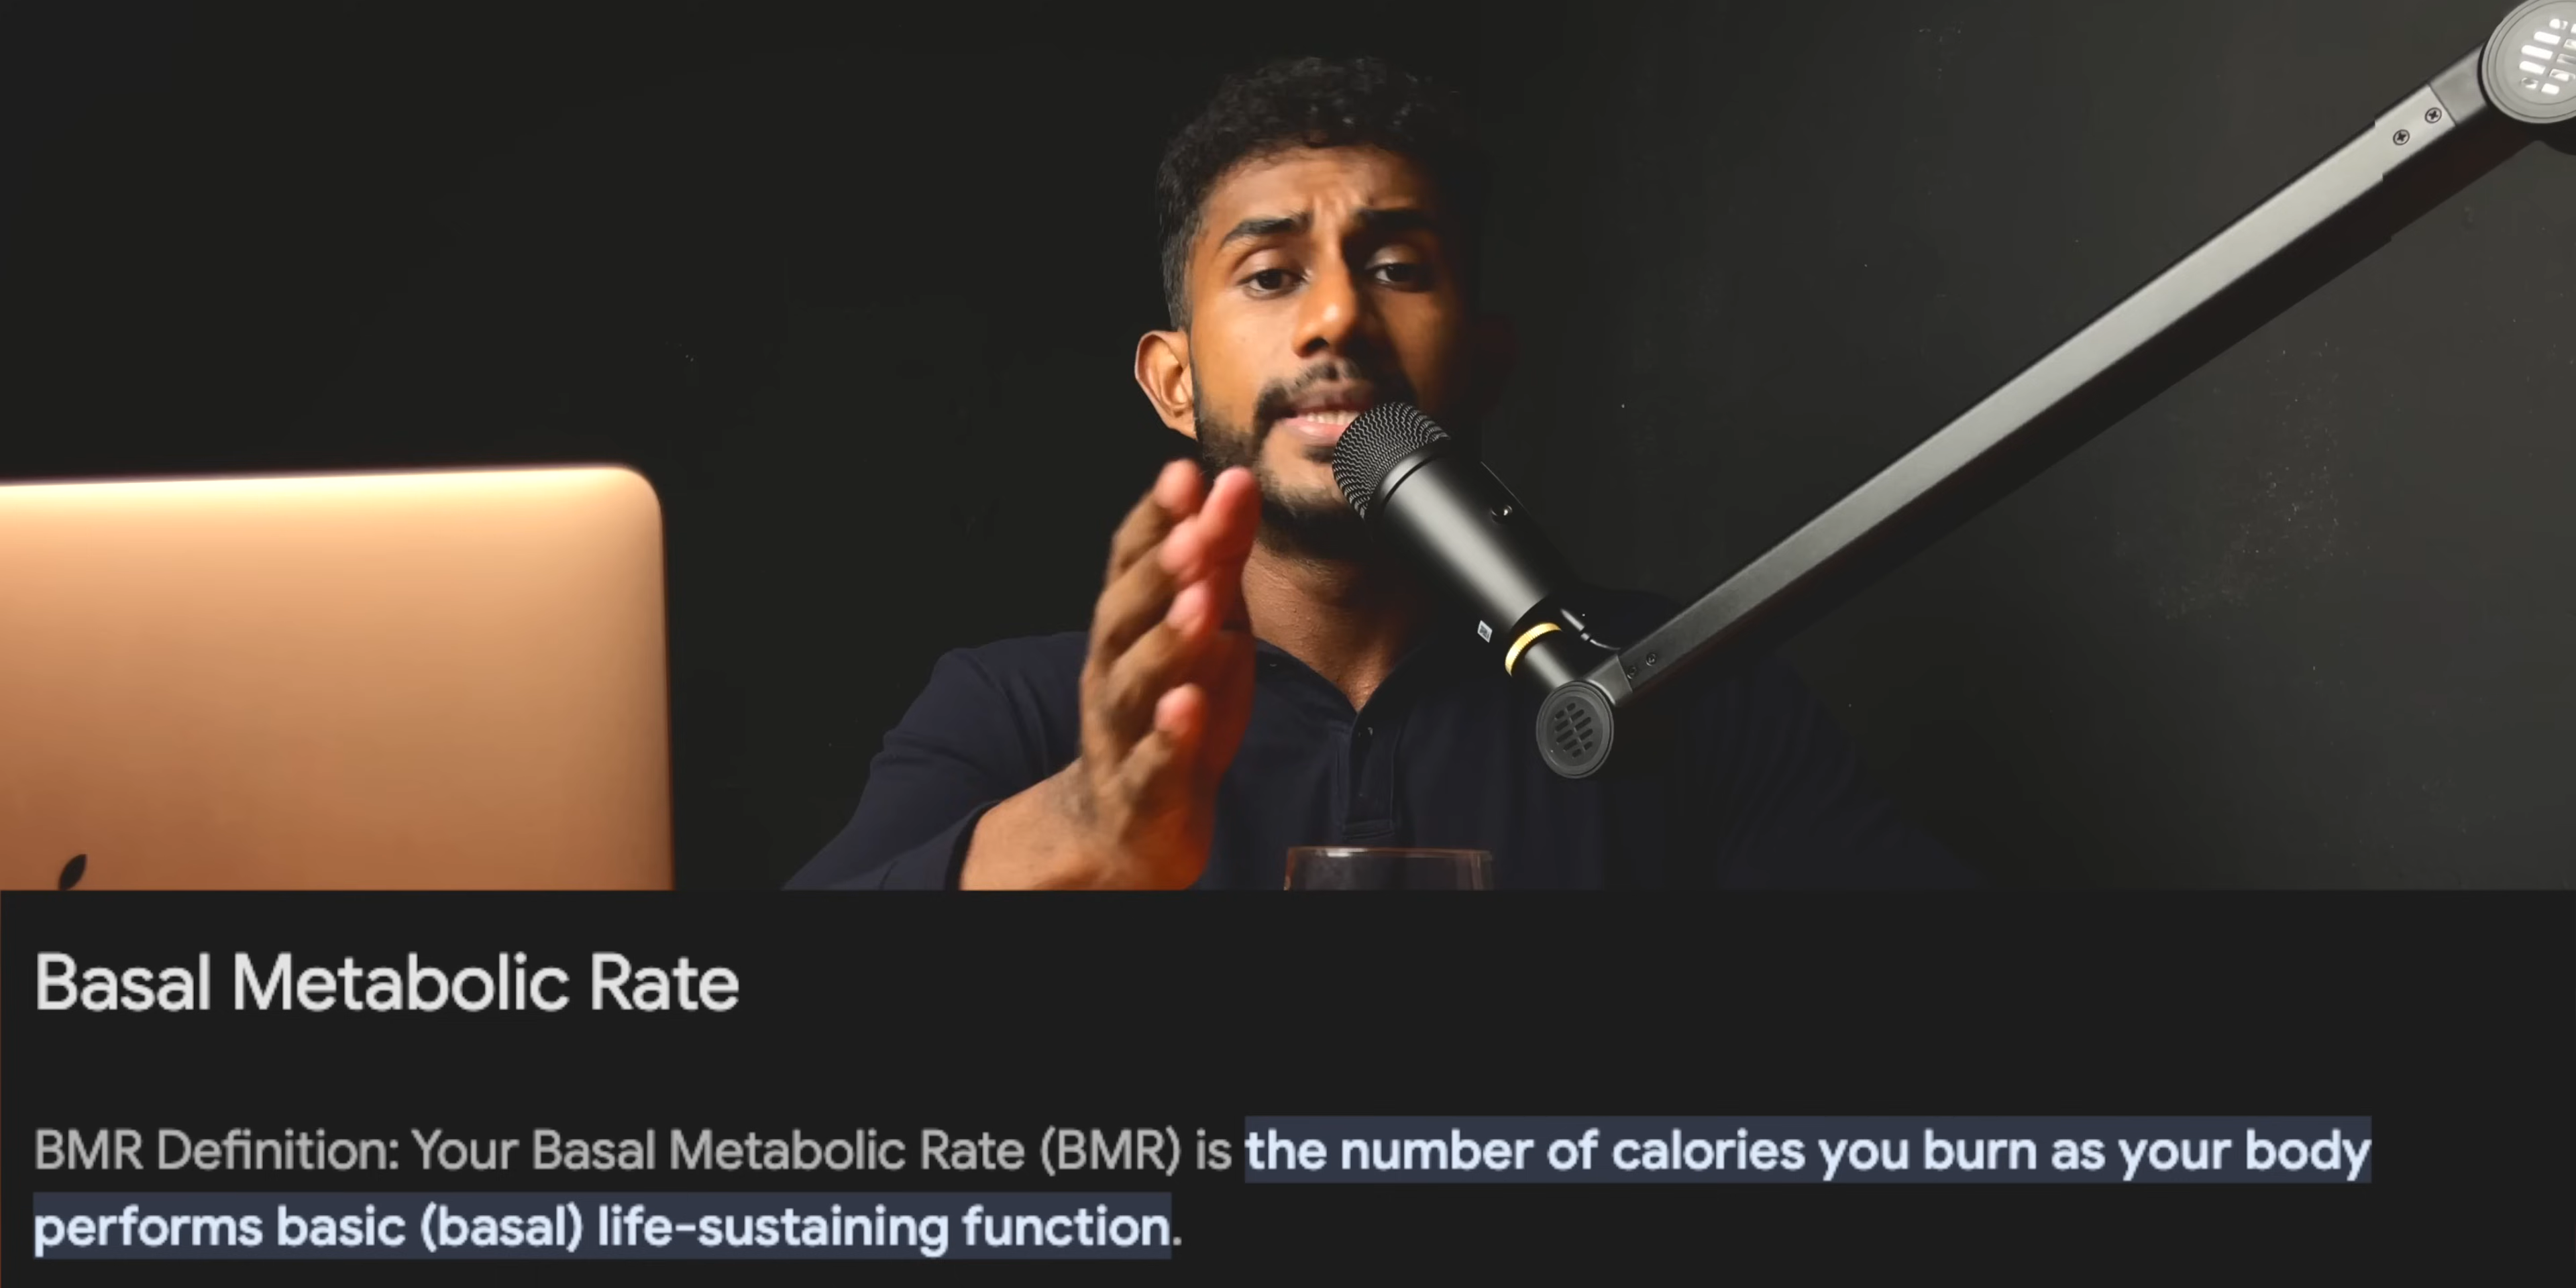 Basal Metabolic Rate
BMR Definition: Your Basal Metabolic Rate (BMR) is the number of calories you burn as your body
performs basic (basal) life-sustaining function.